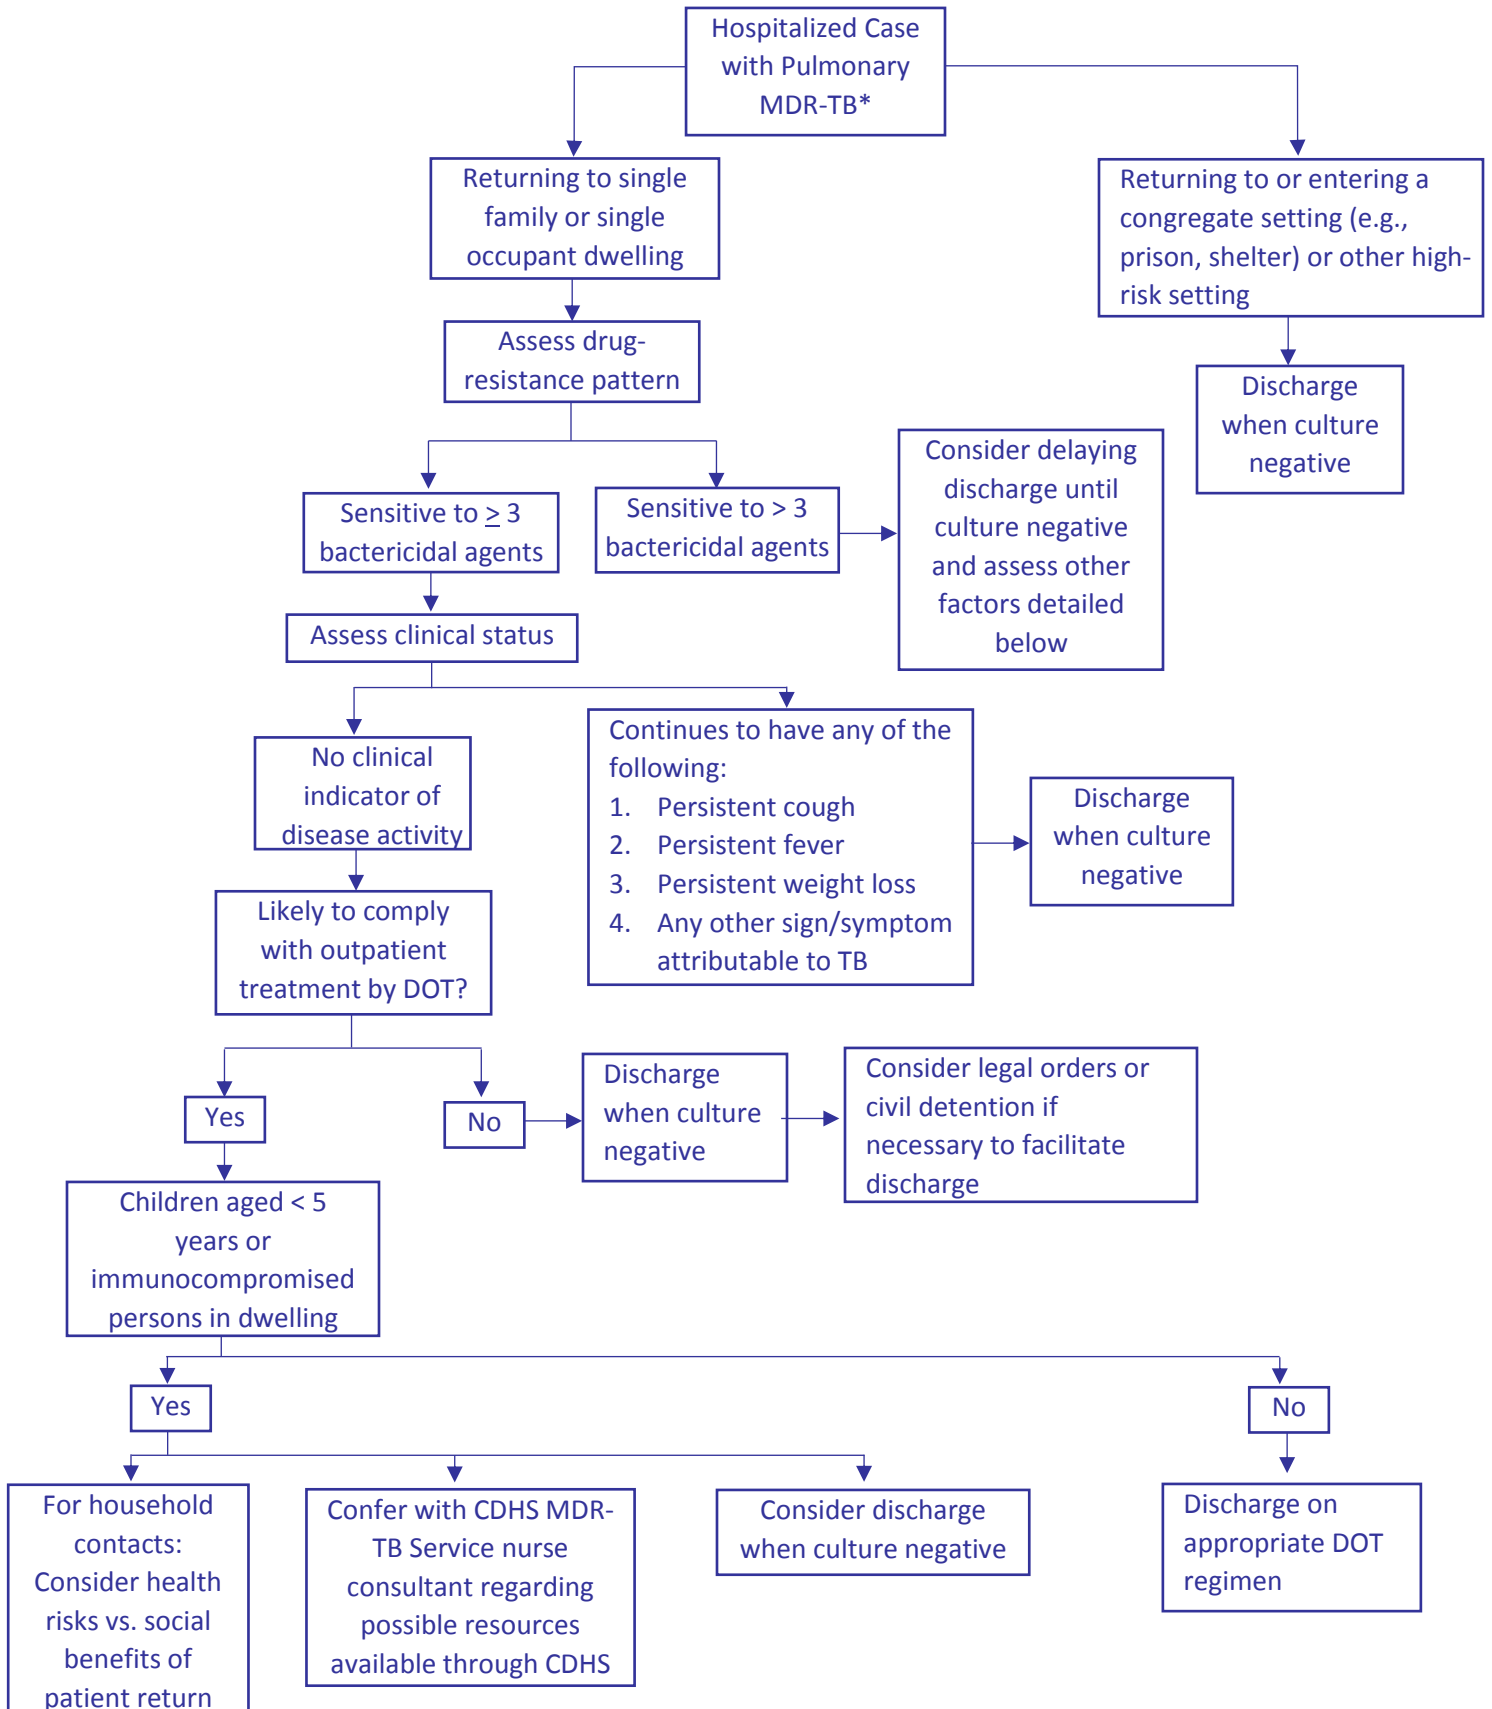 Hospitalized Case
with Pulmonary
MDR-TB*
Returning to single
family or single
occupant dwelling
Returning to or entering a
congregate setting (e.g.,
prison, shelter) or other high-
risk setting
Assess drug-
resistance pattern
Discharge
when culture
negative
Sensitive to ≥ 3
bactericidal agents
Sensitive to > 3
bactericidal agents
Consider delaying
discharge until
culture negative
and assess other
factors detailed
below
Assess clinical status
No clinical
indicator of
disease activity
Continues to have any of the
following:
1. Persistent cough
2. Persistent fever
3. Persistent weight loss
4. Any other sign/symptom
attributable to TB
Discharge
when culture
negative
Likely to comply
with outpatient
treatment by DOT?
Yes
No
Discharge
when culture
negative
Consider legal orders or
civil detention if
necessary to facilitate
discharge
Children aged < 5
years or
immunocompromised
persons in dwelling
Yes
No
For household
contacts:
Consider health
risks vs. social
benefits of
patient return
Confer with CDHS MDR-
TB Service nurse
consultant regarding
possible resources
available through CDHS
Consider discharge
when culture negative
Discharge on
appropriate DOT
regimen